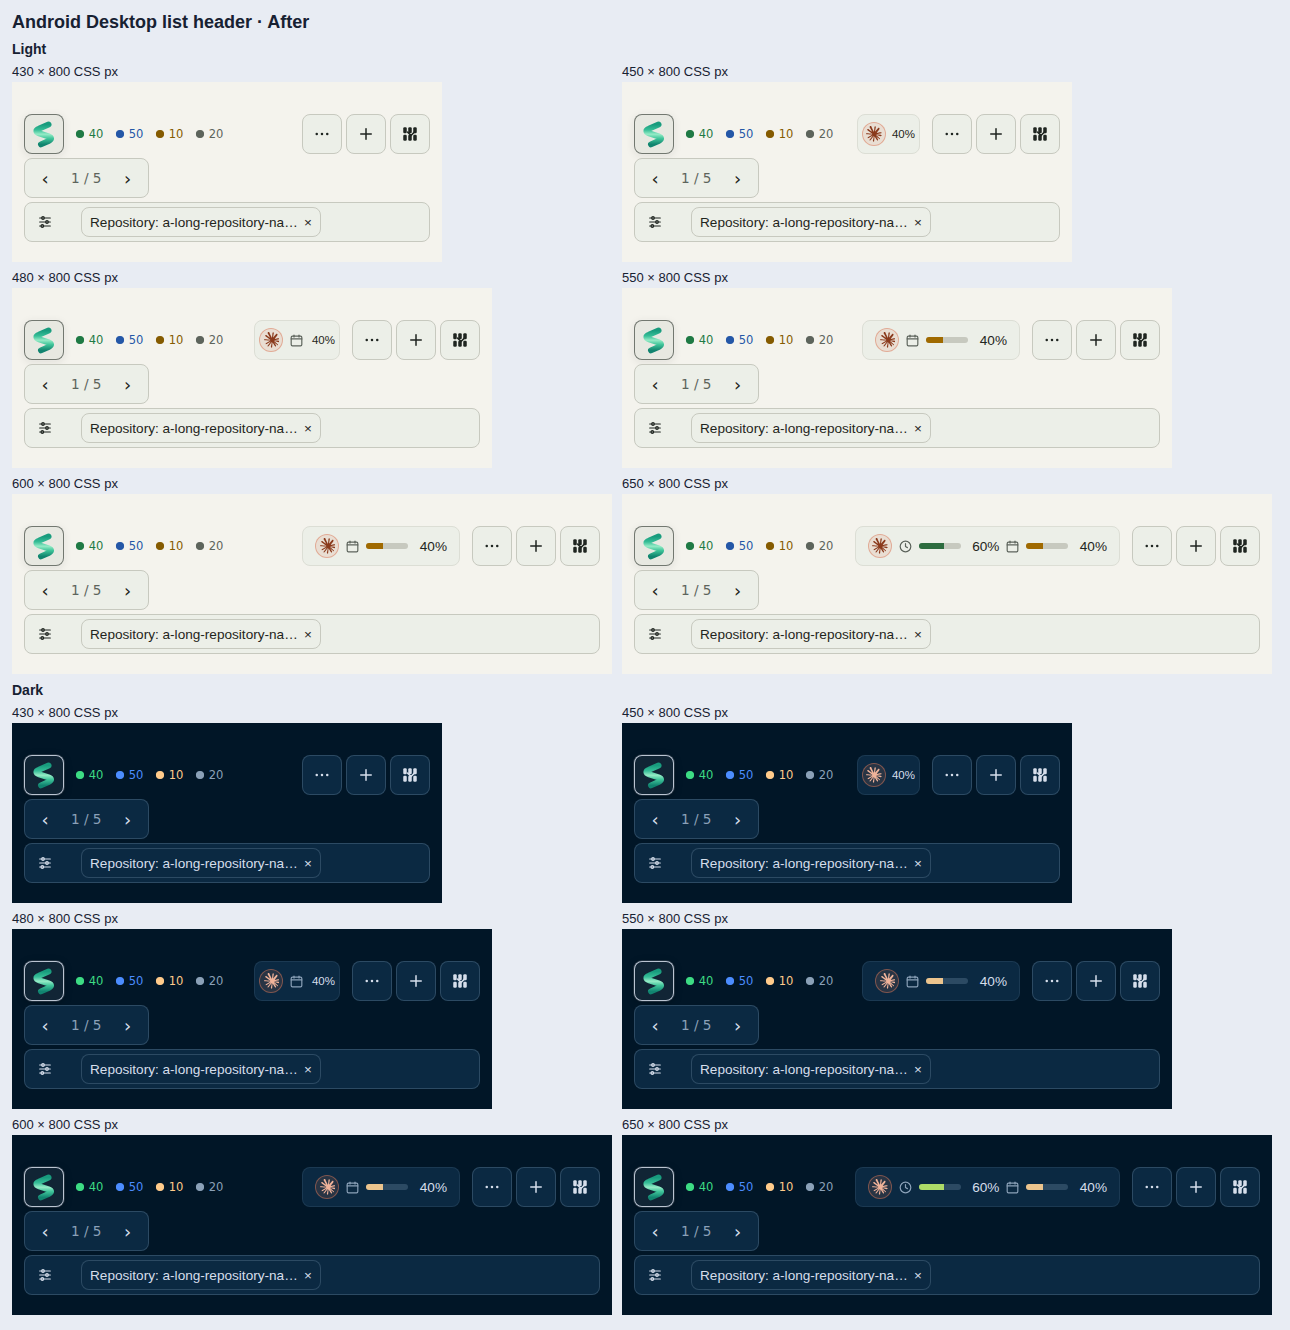 Android Desktop list header · After
Light
430 × 800 CSS px
40 50 10 20
‹ 1 / 5 ›
Repository: a-long-repository-na… ×
450 × 800 CSS px
40 50 10 20 40%
‹ 1 / 5 ›
Repository: a-long-repository-na… ×
480 × 800 CSS px
40 50 10 20 40%
‹ 1 / 5 ›
Repository: a-long-repository-na… ×
550 × 800 CSS px
40 50 10 20 40%
‹ 1 / 5 ›
Repository: a-long-repository-na… ×
600 × 800 CSS px
40 50 10 20 40%
‹ 1 / 5 ›
Repository: a-long-repository-na… ×
650 × 800 CSS px
40 50 10 20 60% 40%
‹ 1 / 5 ›
Repository: a-long-repository-na… ×
Dark
430 × 800 CSS px
40 50 10 20
‹ 1 / 5 ›
Repository: a-long-repository-na… ×
450 × 800 CSS px
40 50 10 20 40%
‹ 1 / 5 ›
Repository: a-long-repository-na… ×
480 × 800 CSS px
40 50 10 20 40%
‹ 1 / 5 ›
Repository: a-long-repository-na… ×
550 × 800 CSS px
40 50 10 20 40%
‹ 1 / 5 ›
Repository: a-long-repository-na… ×
600 × 800 CSS px
40 50 10 20 40%
‹ 1 / 5 ›
Repository: a-long-repository-na… ×
650 × 800 CSS px
40 50 10 20 60% 40%
‹ 1 / 5 ›
Repository: a-long-repository-na… ×